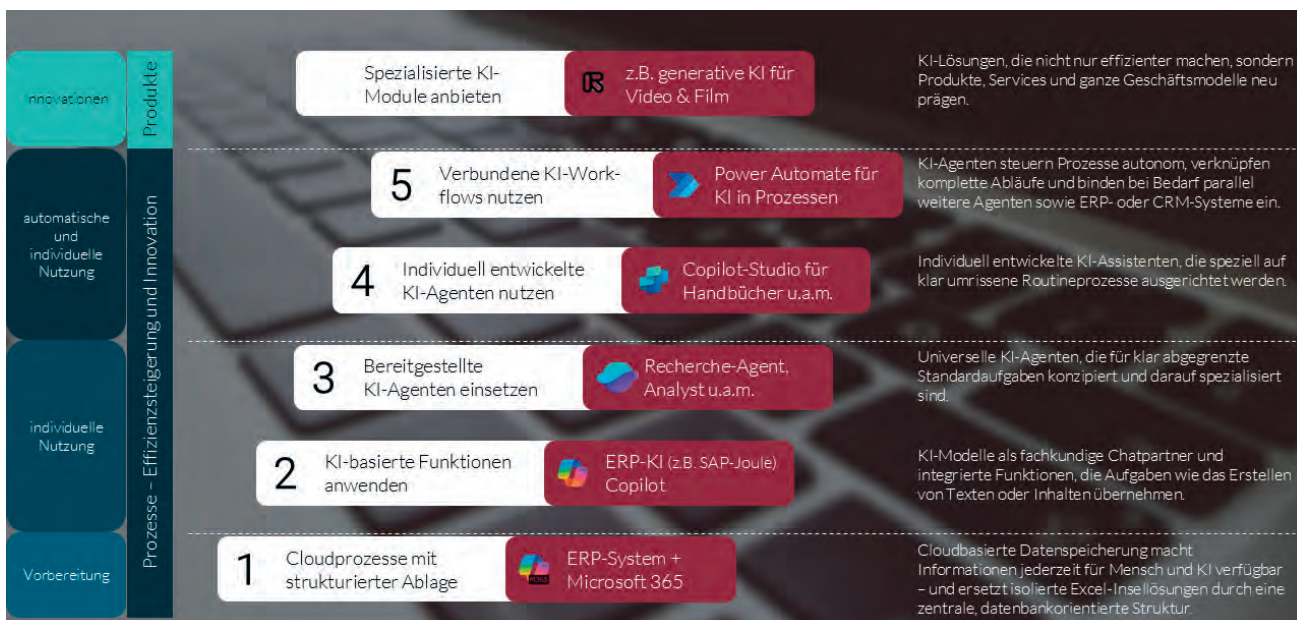 Innovationen
Produkte
Spezialisierte KI-
Module anbieten
z.B. generative KI für
Video & Film
KI-Lösungen, die nicht nur effizienter machen, sondern
Produkte, Services und ganze Geschäftsmodelle neu
prägen.
automatische
und
individuelle
Nutzung
Prozesse – Effizienzsteigerung und Innovation
5
Verbundene KI-Work-
flows nutzen
Power Automate für
KI in Prozessen
KI-Agenten steuern Prozesse autonom, verknüpfen
komplette Abläufe und binden bei Bedarf parallel
weitere Agenten sowie ERP- oder CRM-Systeme ein.
4
Individuell entwickelte
KI-Agenten nutzen
Copilot-Studio für
Handbücher u.a.m.
Individuell entwickelte KI-Assistenten, die speziell auf
klar umrissene Routineprozesse ausgerichtet werden.
individuelle
Nutzung
3
Bereitgestellte
KI-Agenten einsetzen
Recherche-Agent,
Analyst u.a.m.
Universelle KI-Agenten, die für klar abgegrenzte
Standardaufgaben konzipiert und darauf spezialisiert
sind.
2
KI-basierte Funktionen
anwenden
ERP-KI (z.B. SAP-Joule)
Copilot
KI-Modelle als fachkundige Chatpartner und
integrierte Funktionen, die Aufgaben wie das Erstellen
von Texten oder Inhalten übernehmen.
Vorbereitung
1
Cloudprozesse mit
strukturierter Ablage
M365
ERP-System +
Microsoft 365
Cloudbasierte Datenspeicherung macht
Informationen jederzeit für Mensch und KI verfügbar
– und ersetzt isolierte Excel-Insellösungen durch eine
zentrale, datenbankorientierte Struktur.